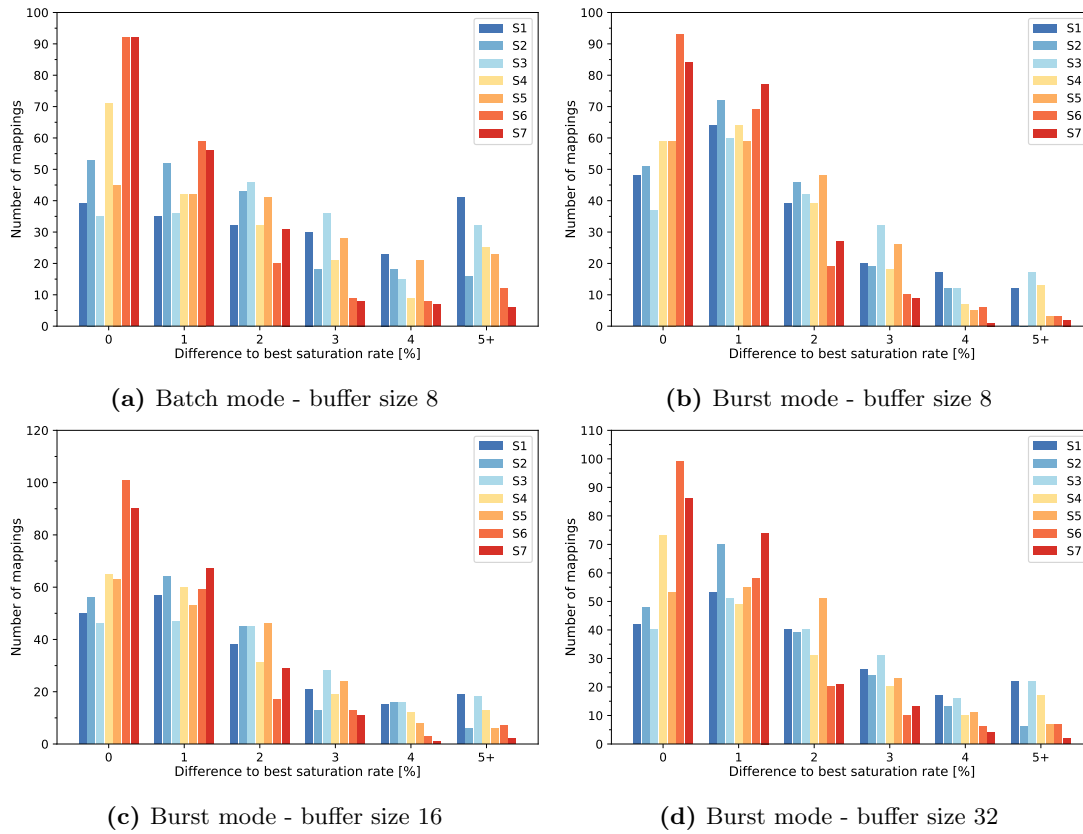 100
90
80
70
60
50
40
30
20
10
0
Number of mappings
0 1 2 3 4 5+
Difference to best saturation rate [%]
S1
S2
S3
S4
S5
S6
S7
(a) Batch mode - buffer size 8
100
90
80
70
60
50
40
30
20
10
0
Number of mappings
0 1 2 3 4 5+
Difference to best saturation rate [%]
S1
S2
S3
S4
S5
S6
S7
(b) Burst mode - buffer size 8
120
100
80
60
40
20
0
Number of mappings
0 1 2 3 4 5+
Difference to best saturation rate [%]
S1
S2
S3
S4
S5
S6
S7
(c) Burst mode - buffer size 16
110
100
90
80
70
60
50
40
30
20
10
0
Number of mappings
0 1 2 3 4 5+
Difference to best saturation rate [%]
S1
S2
S3
S4
S5
S6
S7
(d) Burst mode - buffer size 32